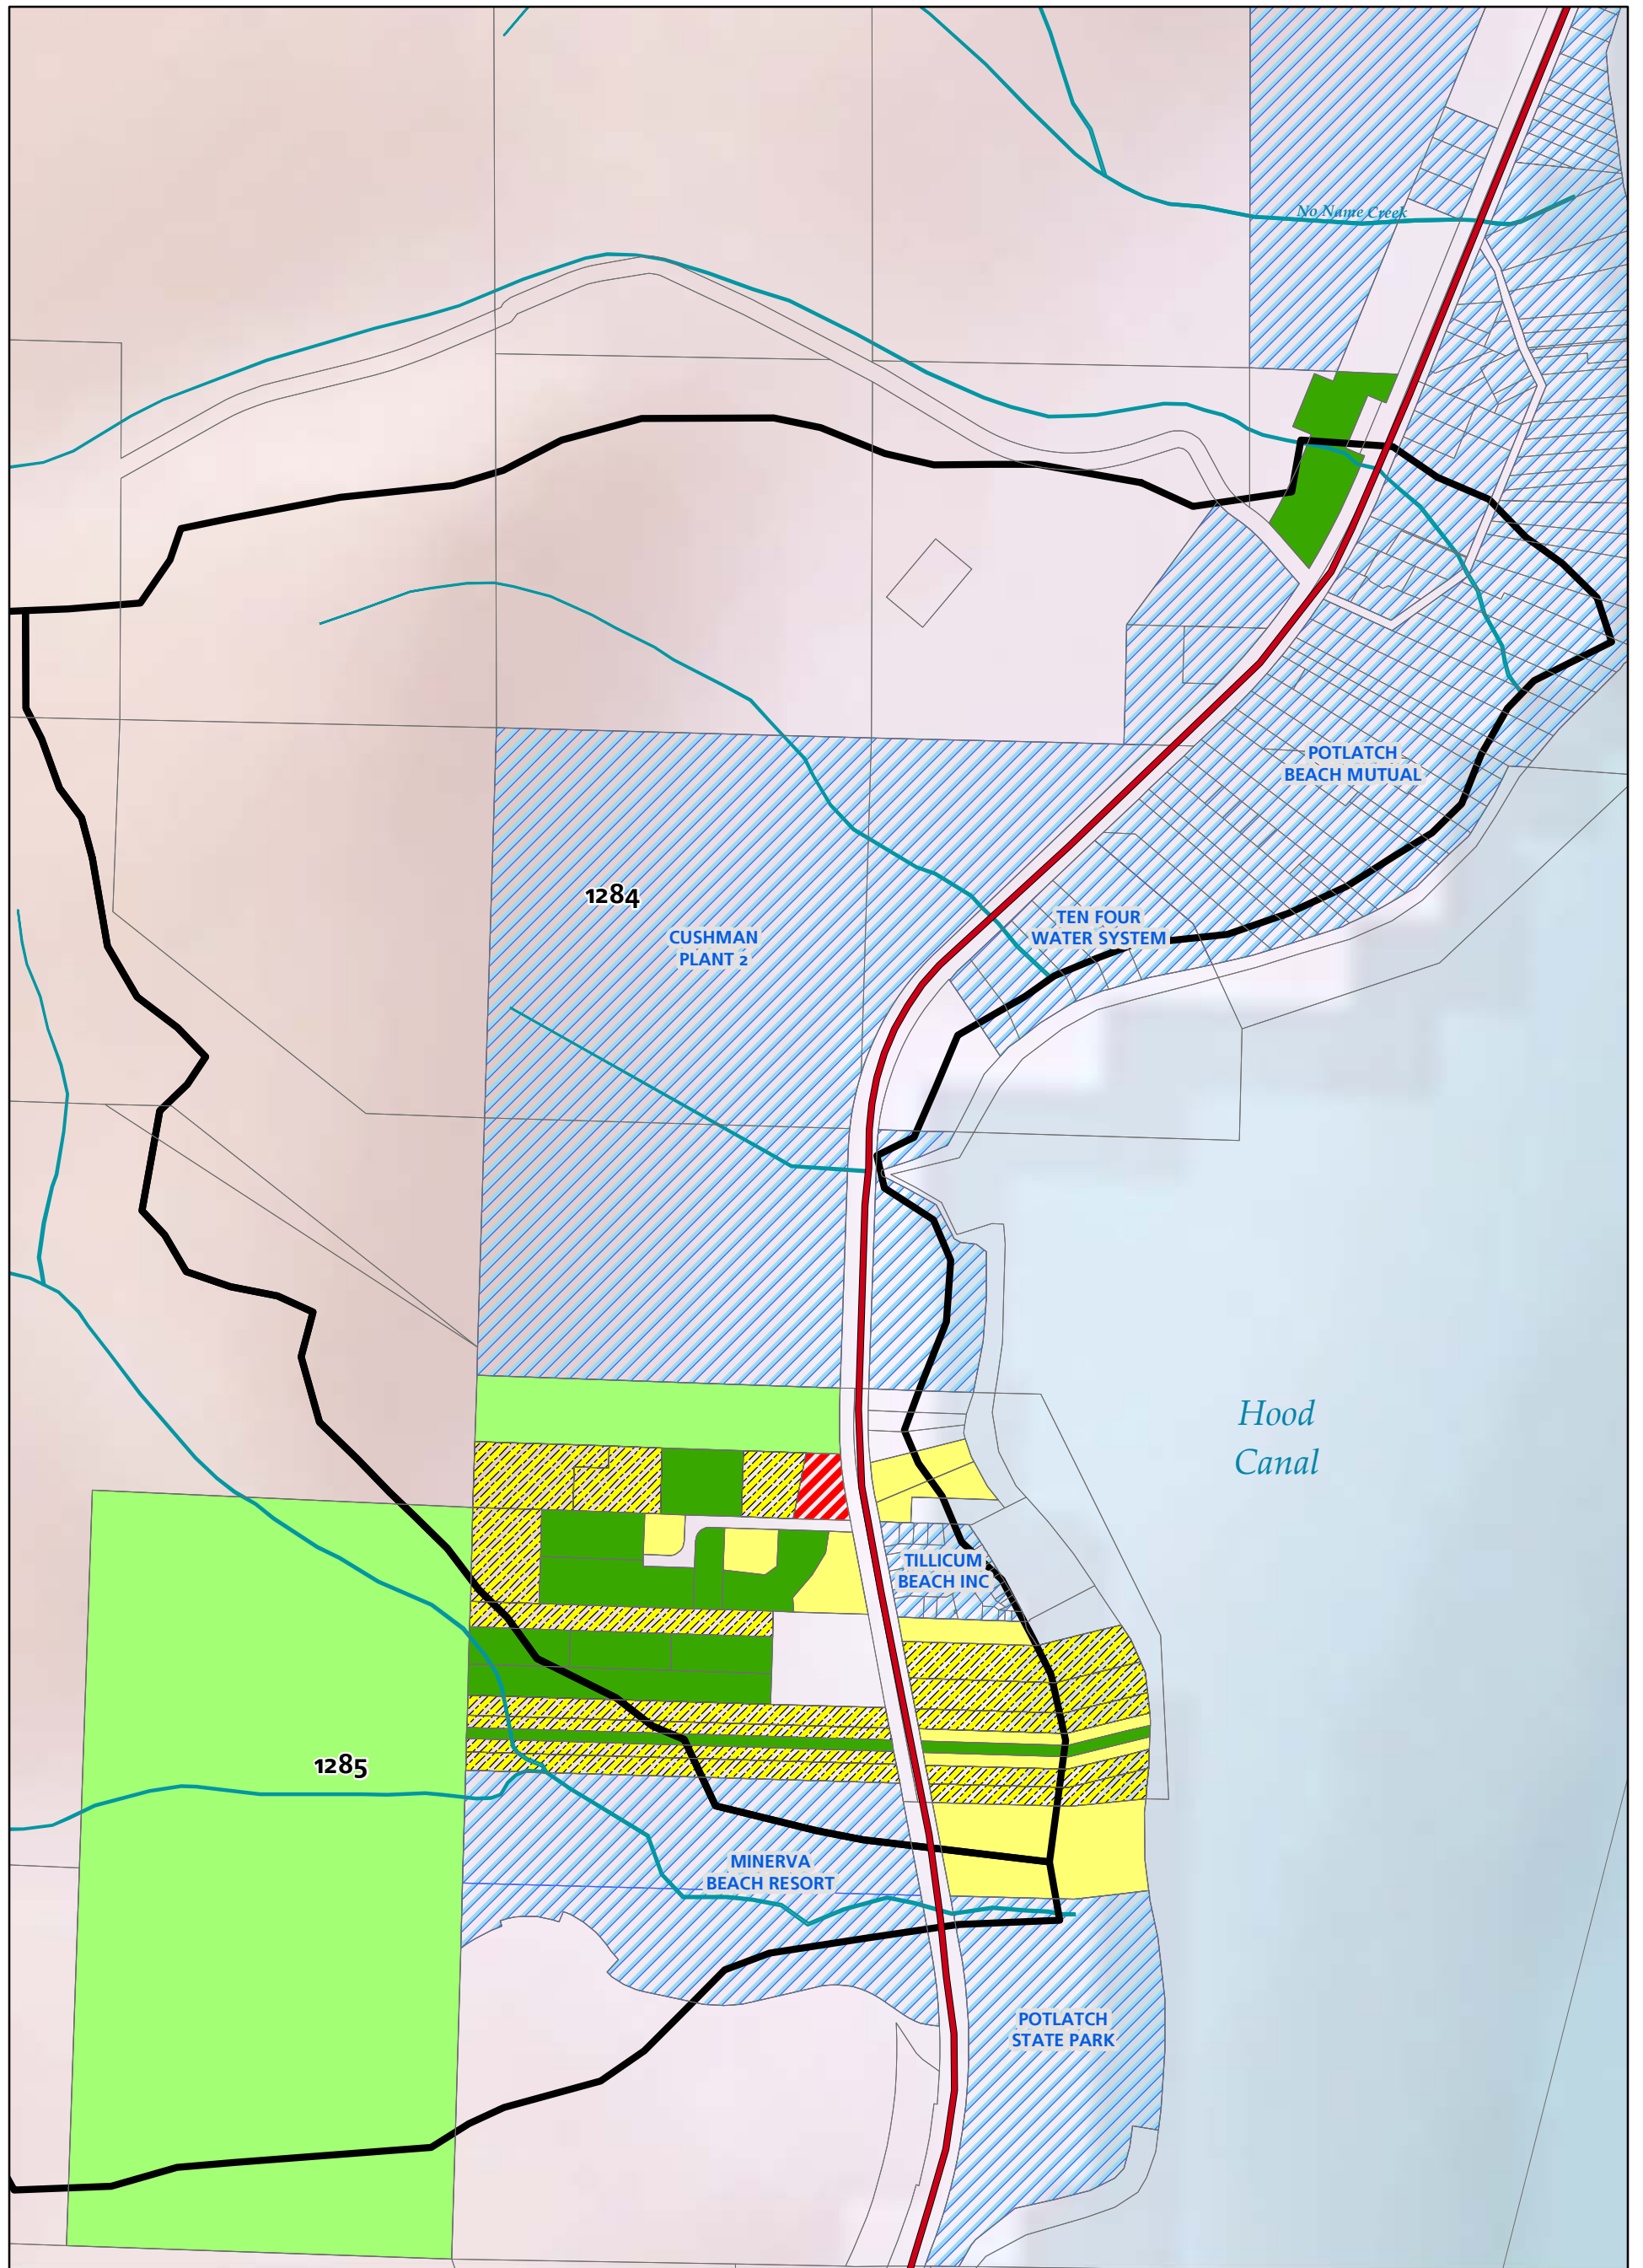 No Name Creek
POTLATCH
BEACH MUTUAL
1284
TEN FOUR
WATER SYSTEM
CUSHMAN
PLANT 2
Hood
Canal
TILLICUM
BEACH INC
1285
MINERVA
BEACH RESORT
POTLATCH
STATE PARK